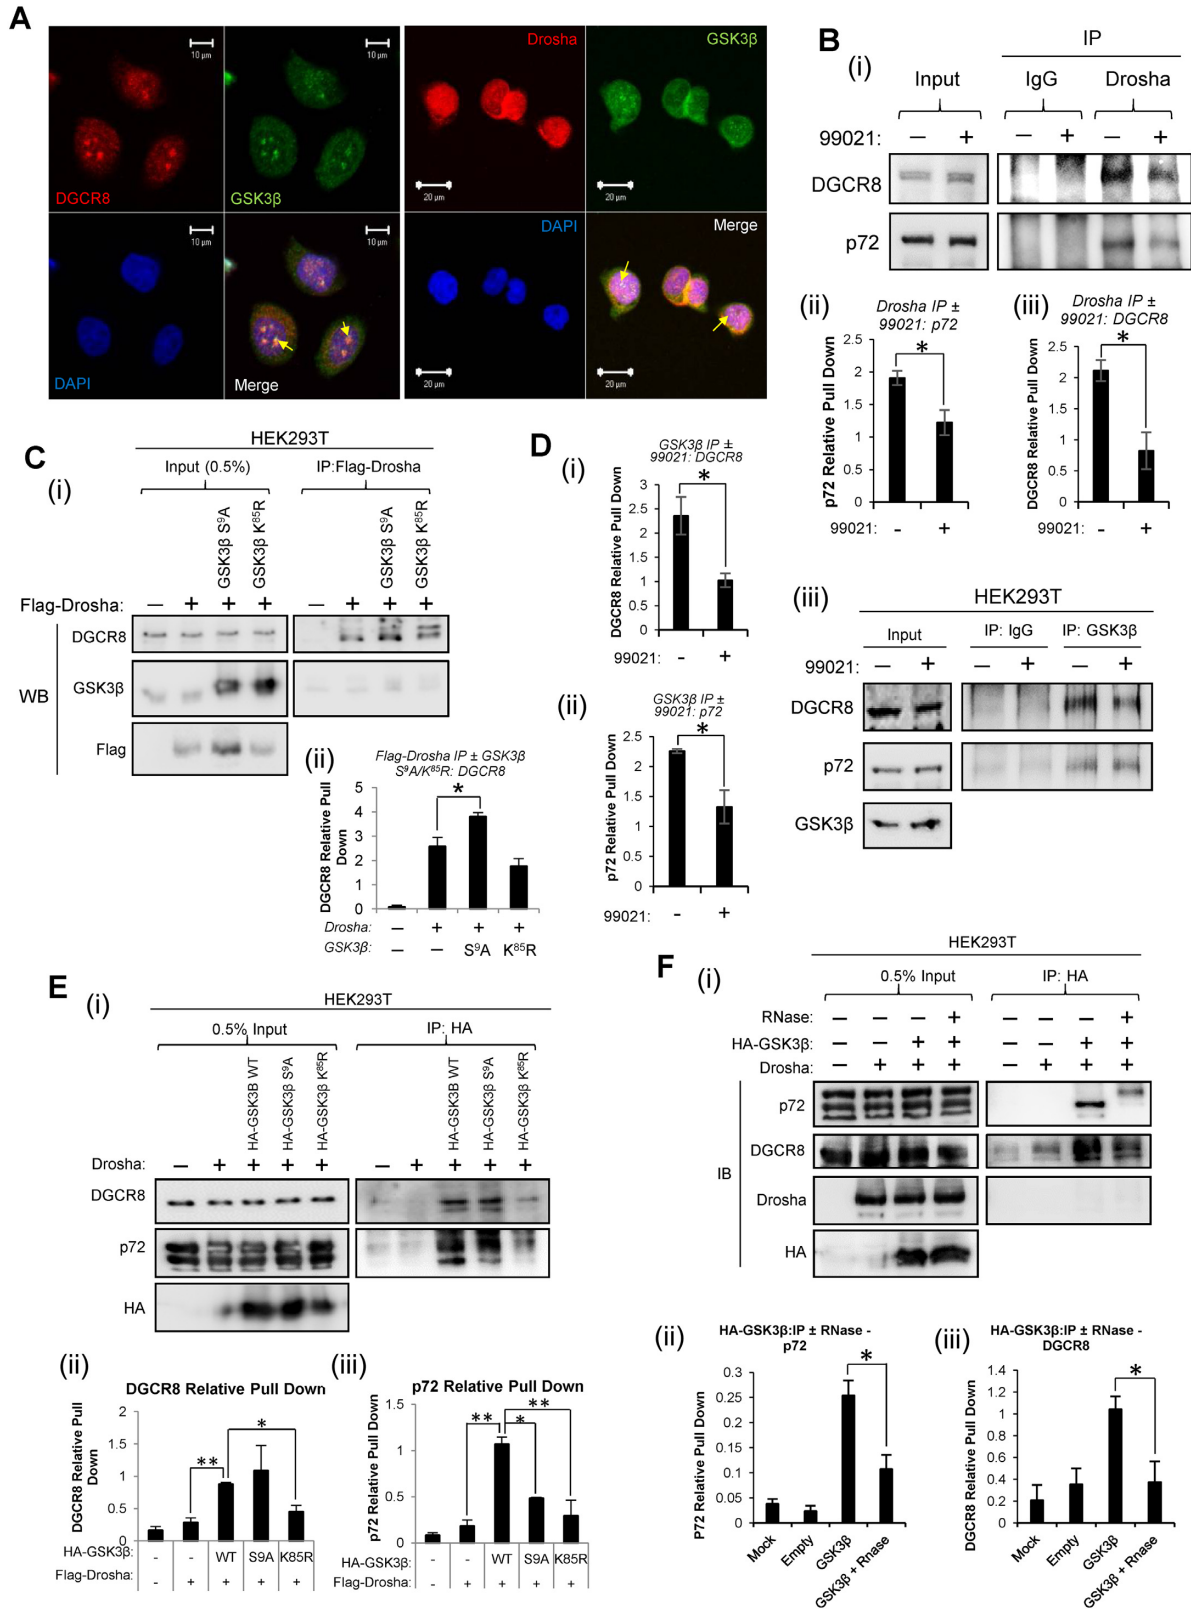 A
10 µm
10 µm
Drosha
GSK3β
DGCR8
GSK3β
20 µm
20 µm
10 µm
10 µm
DAPI
Merge
DAPI
Merge
20 µm
20 µm
B
(i)
IP
Input
IgG
Drosha
99021: – + – + – +
DGCR8
p72
(ii)
Drosha IP ±
99021: p72
*
p72 Relative Pull Down
2.5
2
1.5
1
0.5
0
99021: - +
(iii)
Drosha IP ±
99021: DGCR8
*
DGCR8 Relative Pull Down
2.5
2
1.5
1
0.5
0
99021: - +
C
(i)
HEK293T
Input (0.5%)
IP:Flag-Drosha
GSK3β S9A
GSK3β K85R
GSK3β S9A
GSK3β K85R
Flag-Drosha: – + + + – + + +
WB
DGCR8
GSK3β
Flag
(ii)
Flag-Drosha IP ± GSK3β
S9A/K85R: DGCR8
*
DGCR8 Relative Pull
Down
5
4
3
2
1
0
Drosha: – + + +
GSK3β: – – S9A K85R
D
(i)
GSK3β IP ±
99021: DGCR8
*
DGCR8 Relative Pull Down
3
2.5
2
1.5
1
0.5
0
99021: - +
(ii)
GSK3β IP ±
99021: p72
*
p72 Relative Pull Down
2.5
2
1.5
1
0.5
0
99021: - +
(iii)
HEK293T
Input
IP: IgG
IP: GSK3β
99021: – + – + – +
DGCR8
p72
GSK3β
E
(i)
HEK293T
0.5% Input
IP: HA
HA-GSK3B WT
HA-GSK3β S9A
HA-GSK3β K85R
HA-GSK3B WT
HA-GSK3β S9A
HA-GSK3β K85R
Drosha: – + + + + – + + + +
DGCR8
p72
HA
(ii)
DGCR8 Relative Pull Down
**
*
DGCR8 Relative Pull
Down
2
1.5
1
0.5
0
HA-GSK3β: - - WT S9A K85R
Flag-Drosha: - + + + +
(iii)
p72 Relative Pull Down
**
*
**
p72 Relative Pull Down
1.5
1
0.5
0
HA-GSK3β: - - WT S9A K85R
Flag-Drosha: - + + + +
F
(i)
HEK293T
0.5% Input
IP: HA
RNase: – – – + – – – +
HA-GSK3β: – – + + – – + +
Drosha: – + + + – + + +
IB
p72
DGCR8
Drosha
HA
(ii)
HA-GSK3β:IP ± RNase -
p72
*
P72 Relative Pull Down
0.3
0.25
0.2
0.15
0.1
0.05
0
Mock
Empty
GSK3β
GSK3β + Rnase
(iii)
HA-GSK3β:IP ± RNase -
DGCR8
*
DGCR8 Relative Pull Down
1.4
1.2
1
0.8
0.6
0.4
0.2
0
Mock
Empty
GSK3β
GSK3β + Rnase